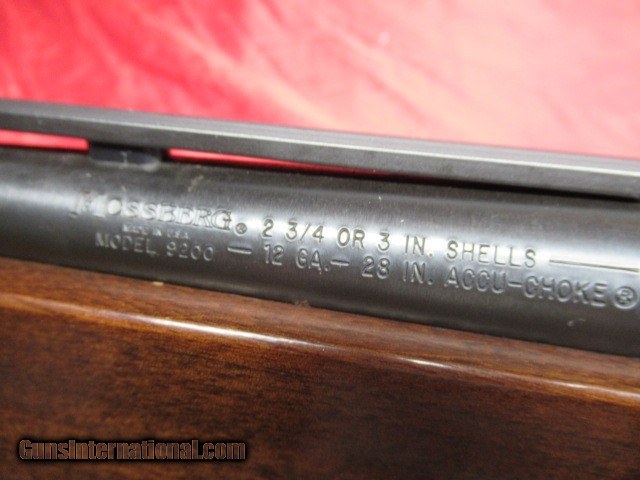 MOSSBERG® 2 3/4 OR 3 IN. SHELLS
MADE IN U.S.A.
MODEL 9200 — 12 GA. — 28 IN. ACCU-CHOKE®
GunsInternational.com